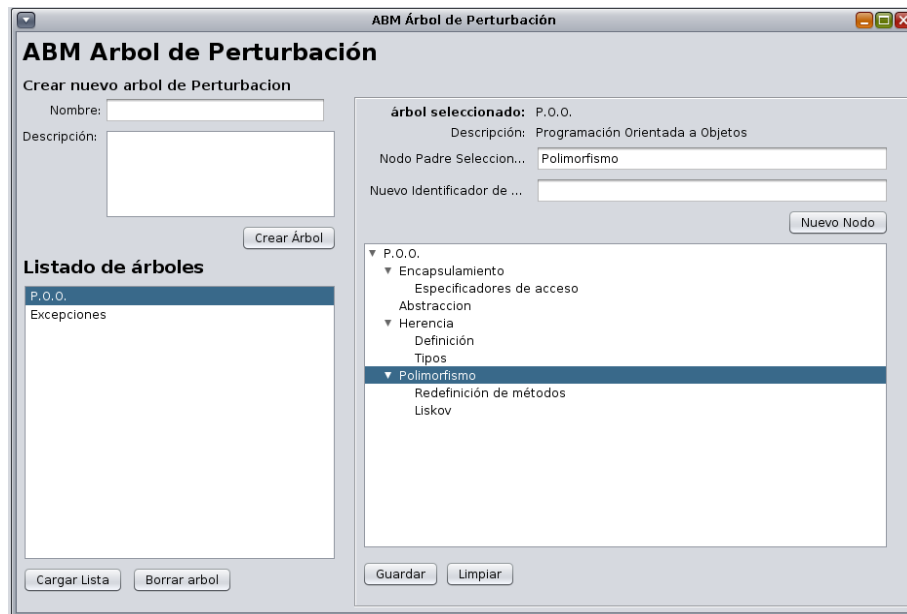 ABM Árbol de Perturbación
ABM Arbol de Perturbación
Crear nuevo arbol de Perturbacion
Nombre:
Descripción:
Crear Árbol
Listado de árboles
P.O.O.
Excepciones
Cargar Lista
Borrar arbol
árbol seleccionado: P.O.O.
Descripción: Programación Orientada a Objetos
Nodo Padre Seleccion... Polimorfismo
Nuevo Identificador de ...
Nuevo Nodo
P.O.O.
Encapsulamiento
Especificadores de acceso
Abstraccion
Herencia
Definición
Tipos
Polimorfismo
Redefinición de métodos
Liskov
Guardar
Limpiar